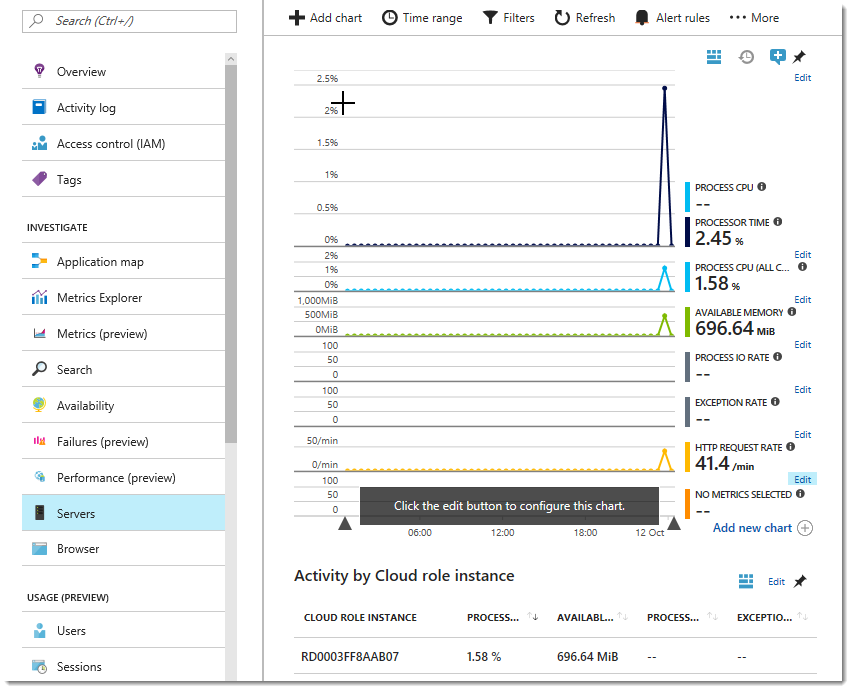 Search (Ctrl+/)
Overview
Activity log
Access control (IAM)
Tags
INVESTIGATE
Application map
Metrics Explorer
Metrics (preview)
Search
Availability
Failures (preview)
Performance (preview)
Servers
Browser
USAGE (PREVIEW)
Users
Sessions
Add chart Time range Filters Refresh Alert rules More
Edit
2.5%
2%
1.5%
1%
0.5%
0%
PROCESS CPU
--
PROCESSOR TIME
2.45 %
Edit
2%
1%
0%
PROCESS CPU (ALL C...
1.58 %
Edit
1,000MiB
500MiB
0MiB
AVAILABLE MEMORY
696.64 MiB
Edit
100
50
0
PROCESS IO RATE
--
Edit
100
50
0
EXCEPTION RATE
--
Edit
50/min
0/min
HTTP REQUEST RATE
41.4 /min
Edit
100
50
0
NO METRICS SELECTED
--
Click the edit button to configure this chart.
06:00 12:00 18:00 12 Oct
Add new chart
Activity by Cloud role instance
Edit
CLOUD ROLE INSTANCE PROCESS... AVAILABL... PROCESS... EXCEPTIO...
RD0003FF8AAB07 1.58 % 696.64 MiB -- --